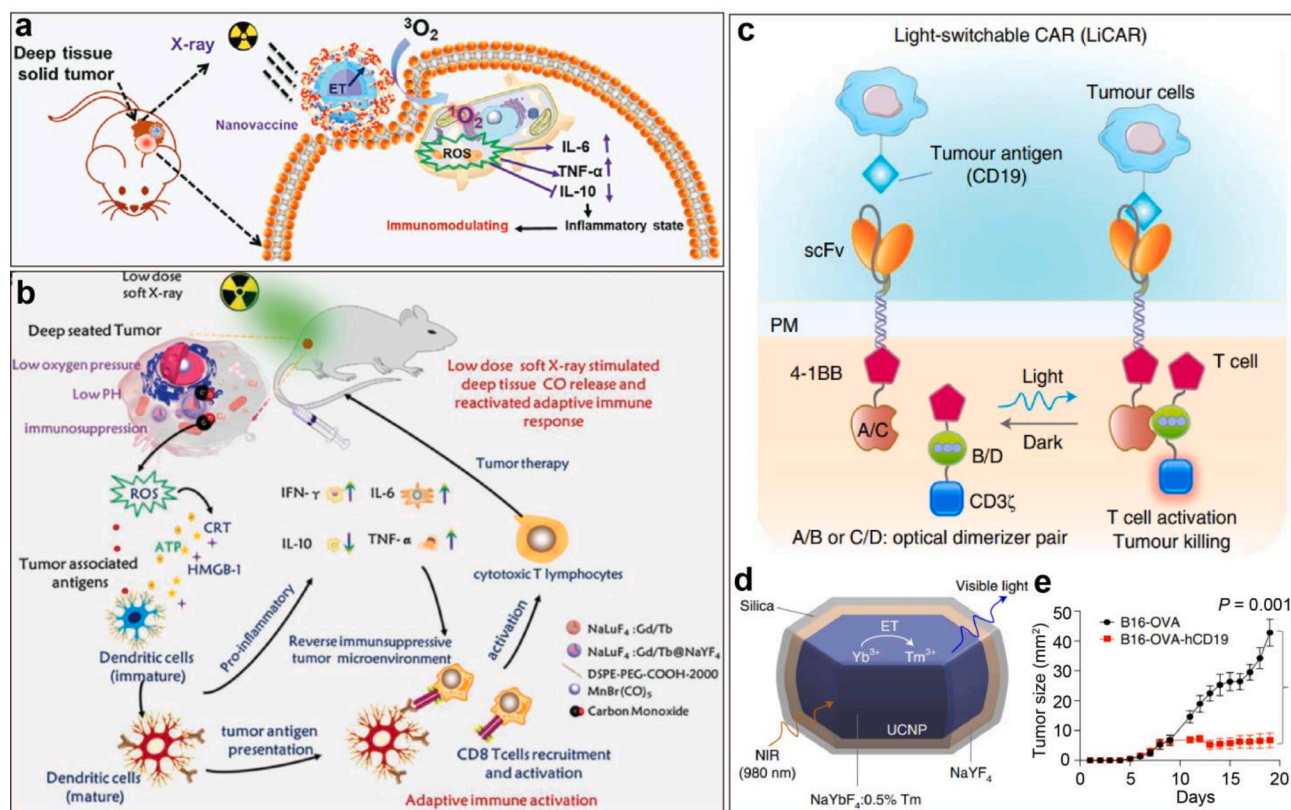 a
Deep tissue
solid tumor
X-ray
ET
Nanovaccine
³O₂
¹O₂
ROS
IL-6
TNF-α
IL-10
Immunomodulating
Inflammatory state
b
Low dose
soft X-ray
Deep seated Tumor
Low oxygen pressure
Low PH
immunosuppression
Low dose soft X-ray stimulated
deep tissue CO release and
reactivated adaptive immune
response
ROS
CRT
ATP
HMGB-1
Tumor associated
antigens
Dendritic cells
(immature)
Pro-inflammatory
IFN-γ
IL-6
IL-10
TNF-α
Tumor therapy
cytotoxic T lymphocytes
Reverse immunsuppressive
tumor microenvironment
activation
NaLuF₄:Gd/Tb
NaLuF₄:Gd/Tb@NaYF₄
DSPE-PEG-COOH-2000
MnBr(CO)₅
Carbon Monoxide
Dendritic cells
(mature)
tumor antigen
presentation
CD8 Tcells recruitment
and activation
Adaptive immune activation
c
Light-switchable CAR (LiCAR)
Tumour cells
Tumour antigen
(CD19)
scFv
PM
4-1BB
T cell
A/C
Light
Dark
B/D
CD3ζ
A/B or C/D: optical dimerizer pair
T cell activation
Tumour killing
d
Silica
Visible light
ET
Yb³⁺
Tm³⁺
UCNP
NIR
(980 nm)
NaYF₄
NaYbF₄:0.5% Tm
e
P = 0.001
B16-OVA
B16-OVA-hCD19
Tumor size (mm²)
50
40
30
20
10
0
0
5
10
15
20
Days